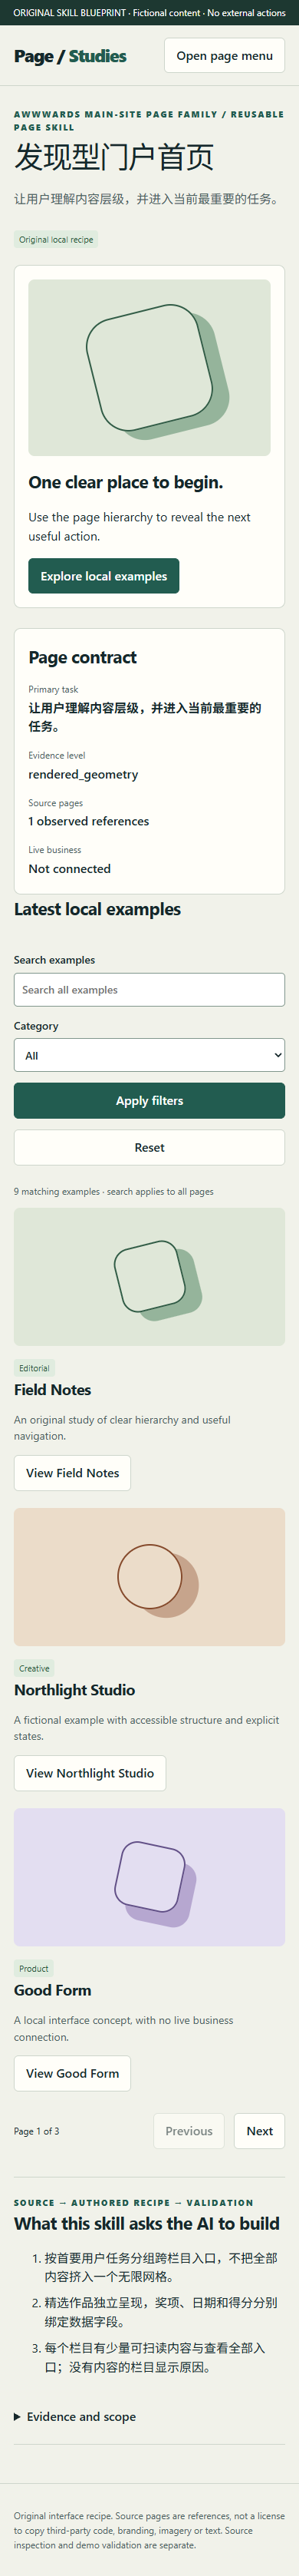 ORIGINAL SKILL BLUEPRINT · Fictional content · No external actions
Page / Studies
Open page menu
AWWWARDS MAIN-SITE PAGE FAMILY / REUSABLE
PAGE SKILL
发现型门户首页
让用户理解内容层级，并进入当前最重要的任务。
Original local recipe
One clear place to begin.
Use the page hierarchy to reveal the next
useful action.
Explore local examples
Page contract
Primary task
让用户理解内容层级，并进入当前最重要的
任务。
Evidence level
rendered_geometry
Source pages
1 observed references
Live business
Not connected
Latest local examples
Search examples
Search all examples
Category
All
Apply filters
Reset
9 matching examples · search applies to all pages
Editorial
Field Notes
An original study of clear hierarchy and useful
navigation.
View Field Notes
Creative
Northlight Studio
A fictional example with accessible structure and explicit
states.
View Northlight Studio
Product
Good Form
A local interface concept, with no live business
connection.
View Good Form
Page 1 of 3
Previous
Next
SOURCE → AUTHORED RECIPE → VALIDATION
What this skill asks the AI to build
1. 按首要用户任务分组跨栏目入口，不把全部
内容挤入一个无限网格。
2. 精选作品独立呈现，奖项、日期和得分分别
绑定数据字段。
3. 每个栏目有少量可扫读内容与查看全部入
口；没有内容的栏目显示原因。
Evidence and scope
Original interface recipe. Source pages are references, not a license
to copy third-party code, branding, imagery or text. Source
inspection and demo validation are separate.